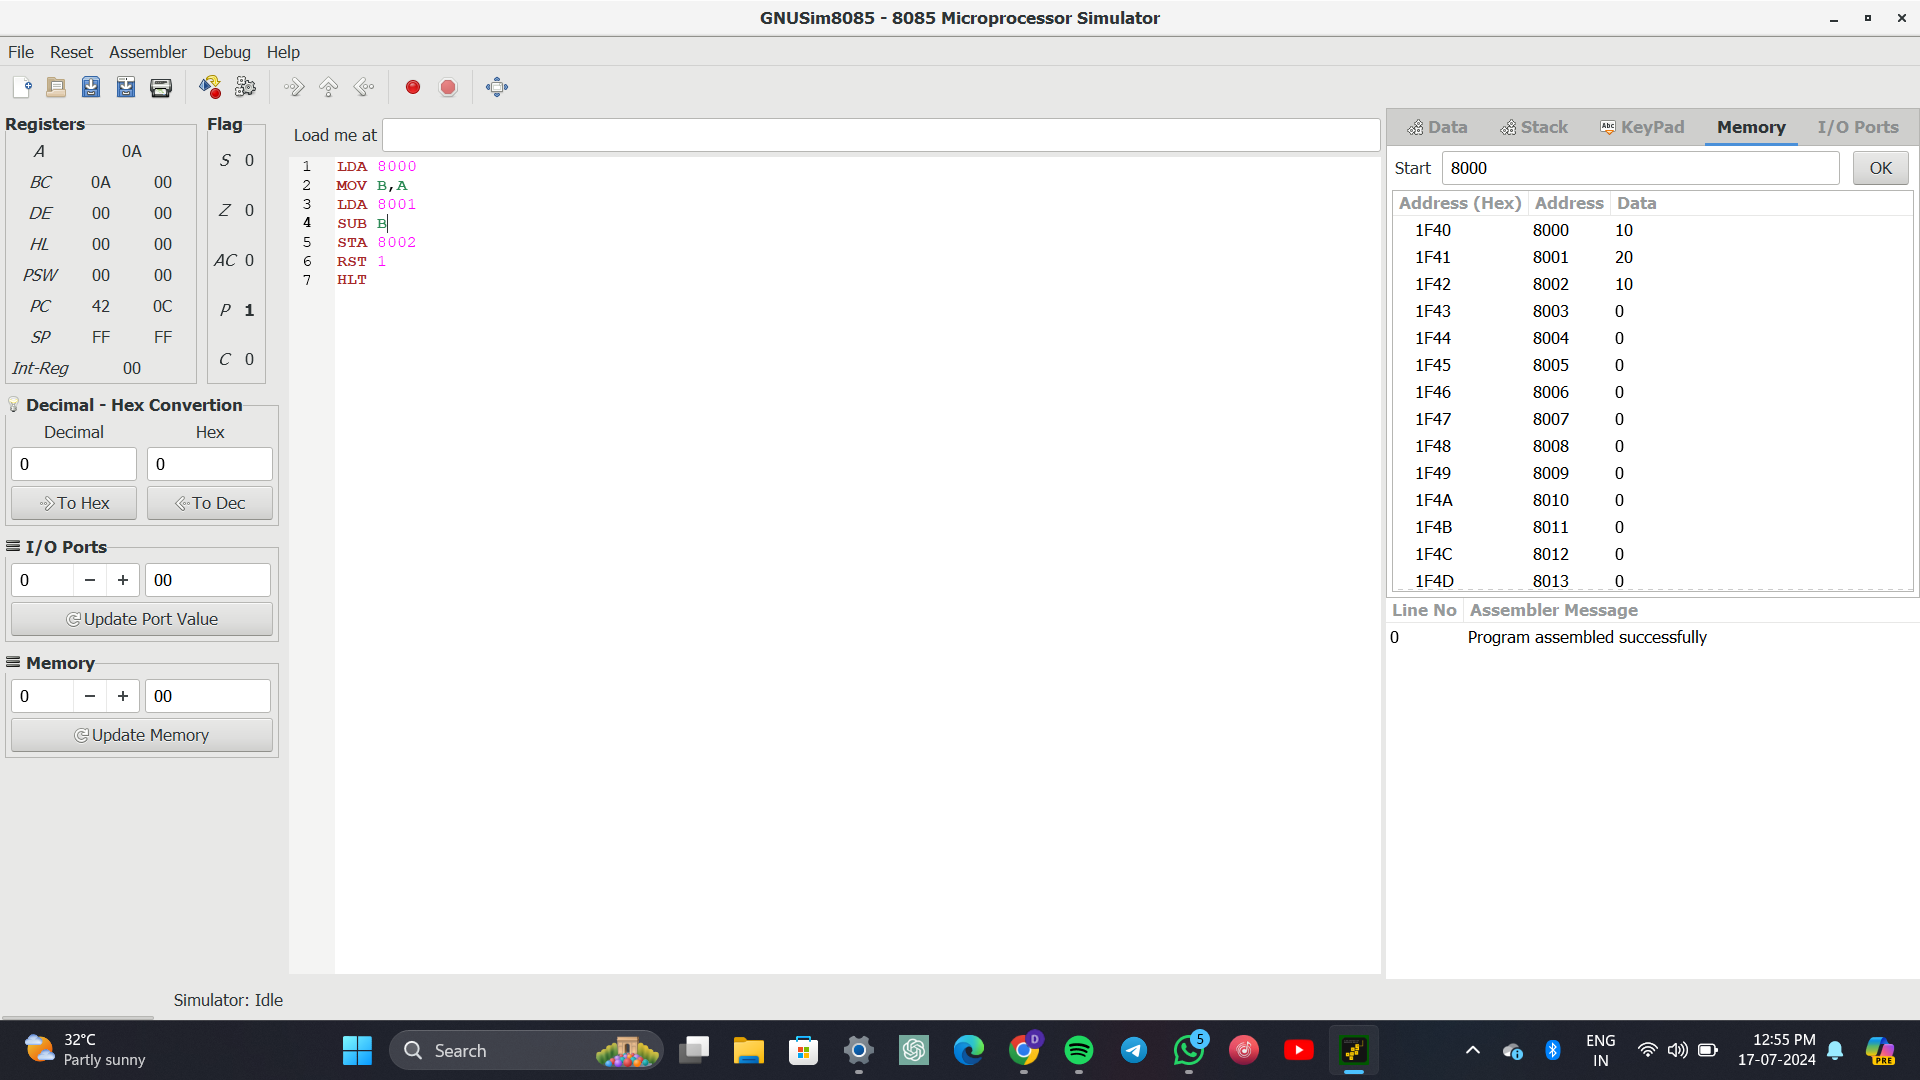 GNUSim8085 - 8085 Microprocessor Simulator
File Reset Assembler Debug Help
Registers
A 0A
BC 0A 00
DE 00 00
HL 00 00
PSW 00 00
PC 42 0C
SP FF FF
Int-Reg 00
Flag
S 0
Z 0
AC 0
P 1
C 0
Decimal - Hex Convertion
Decimal Hex
0 0
To Hex To Dec
I/O Ports
0 − + 00
Update Port Value
Memory
0 − + 00
Update Memory
Load me at
1 LDA 8000
2 MOV B,A
3 LDA 8001
4 SUB B
5 STA 8002
6 RST 1
7 HLT
Data Stack Abc KeyPad Memory I/O Ports
Start 8000 OK
Address (Hex) Address Data
1F40 8000 10
1F41 8001 20
1F42 8002 10
1F43 8003 0
1F44 8004 0
1F45 8005 0
1F46 8006 0
1F47 8007 0
1F48 8008 0
1F49 8009 0
1F4A 8010 0
1F4B 8011 0
1F4C 8012 0
1F4D 8013 0
Line No Assembler Message
0 Program assembled successfully
Simulator: Idle
32°C
Partly sunny
Search
D
5
ENG
IN
12:55 PM
17-07-2024
PRE